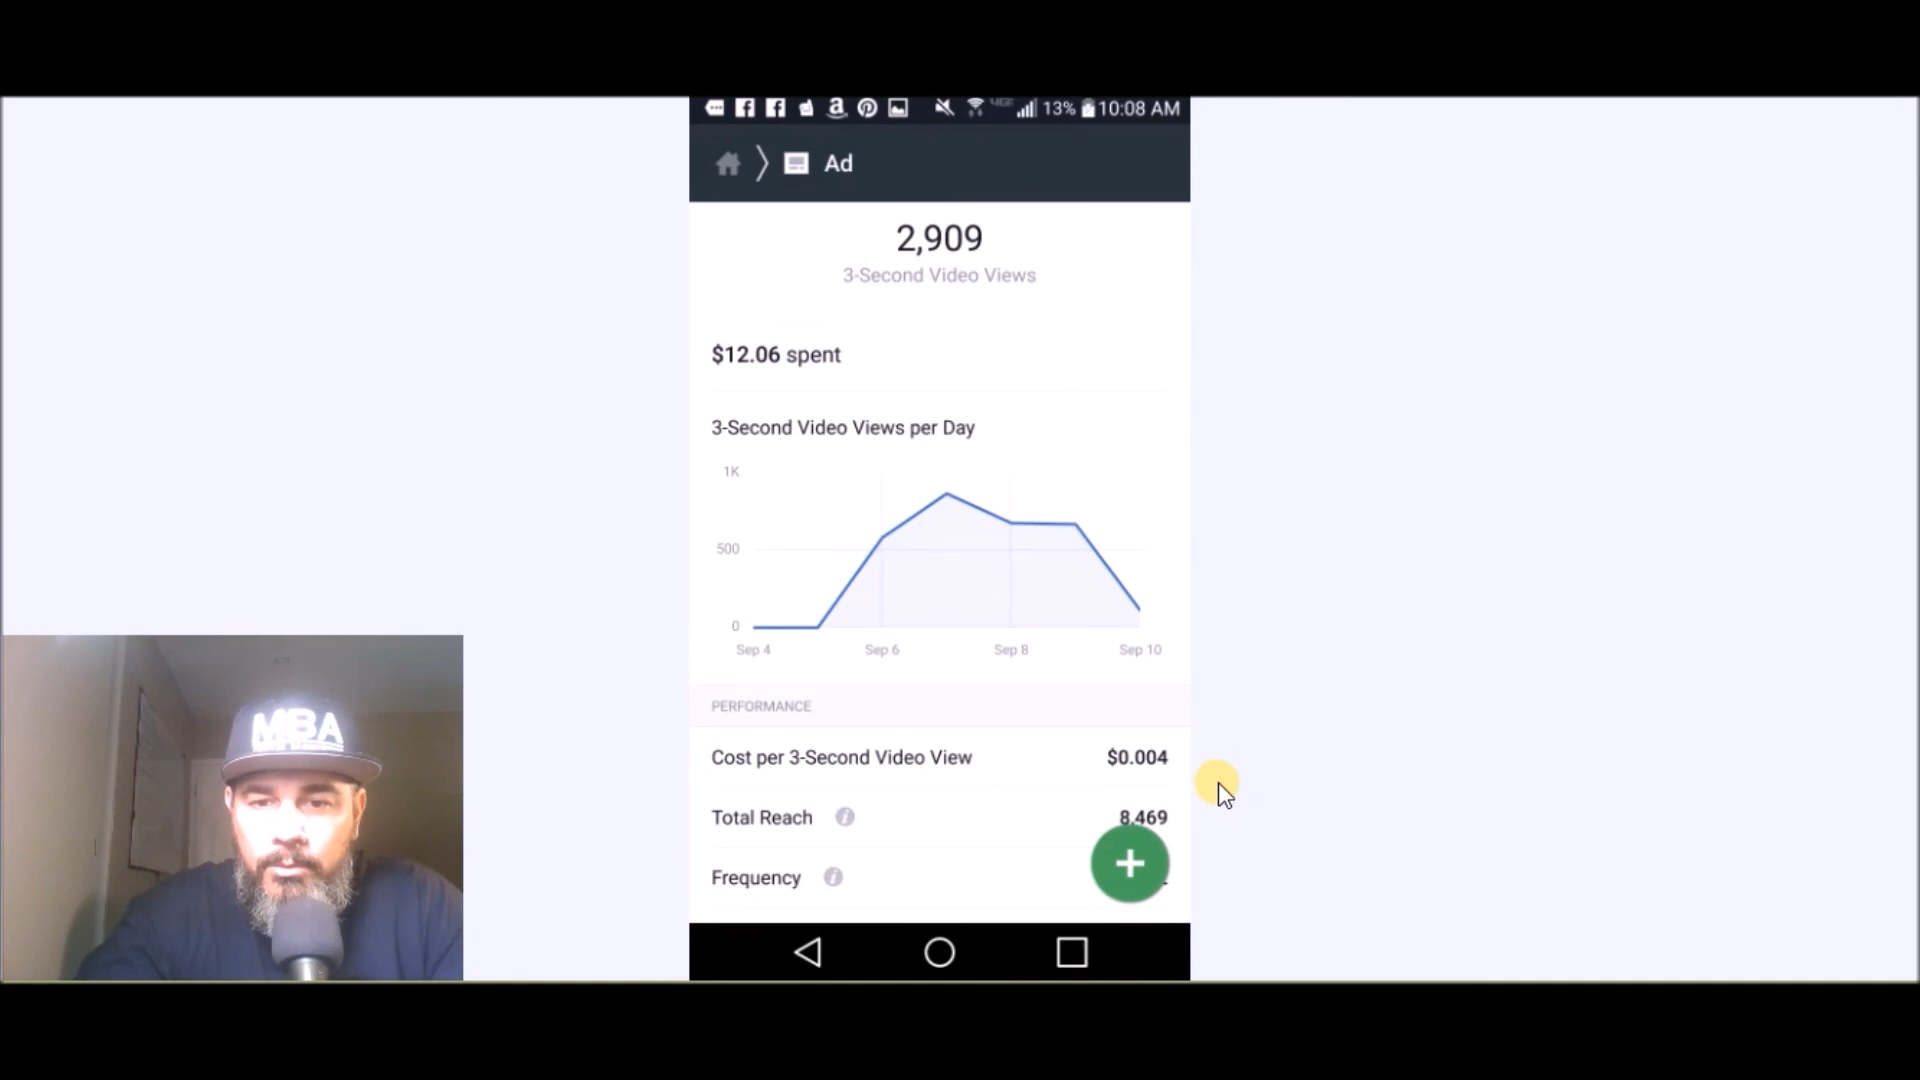 13% 10:08 AM
Ad
2,909
3-Second Video Views
$12.06 spent
3-Second Video Views per Day
1K
500
0
Sep 4 Sep 6 Sep 8 Sep 10
PERFORMANCE
Cost per 3-Second Video View $0.004
Total Reach 8,469
Frequency
MBA